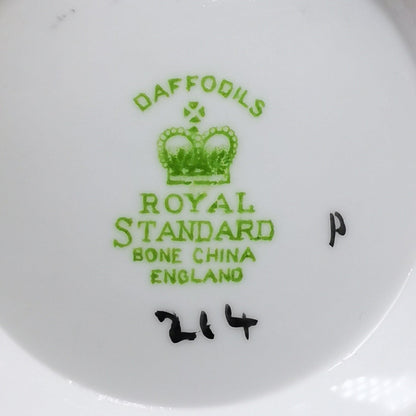 DAFFODILS
ROYAL
STANDARD
BONE CHINA
ENGLAND
P
214